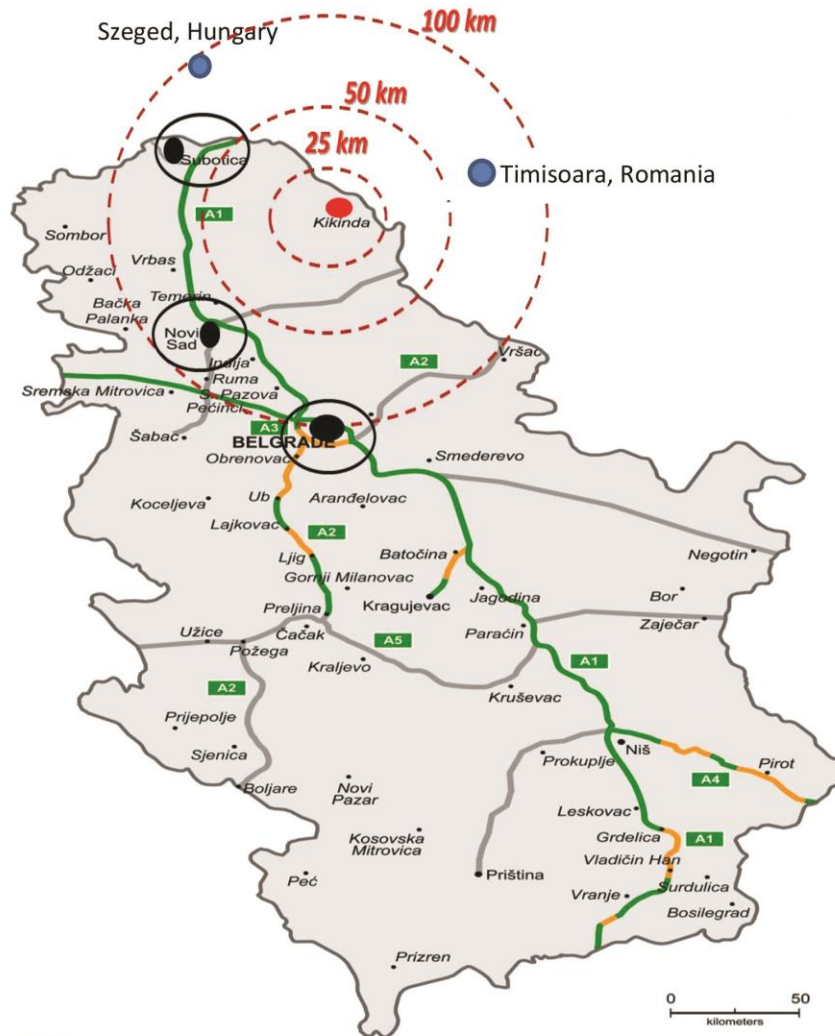 Szeged, Hungary
100 km
50 km
25 km
Subotica
Timisoara, Romania
Kikinda
A1
Sombor
Vrbas
Odžaci
Temerin
Bačka
Palanka
Novi
Sad
Inđija
A2
Vršac
Ruma
Sremska Mitrovica
S. Pazova
Pećinci
A3
Šabac
BELGRADE
Obrenovac
Smederevo
Koceljeva
Ub
Aranđelovac
Lajkovac
A2
Ljig
Batočina
Negotin
Gornji Milanovac
Jagodina
Bor
Kragujevac
Preljina
Zaječar
Čačak
Paraćin
Užice
Požega
A5
Kraljevo
A1
A2
Kruševac
Prijepolje
Sjenica
Niš
Prokuplje
Pirot
Boljare
Novi
Pazar
A4
Leskovac
Kosovska
Mitrovica
Grdelica
A1
Vladičin Han
Peć
Priština
Surdulica
Vranje
Bosilegrad
Prizren
0 50
kilometers